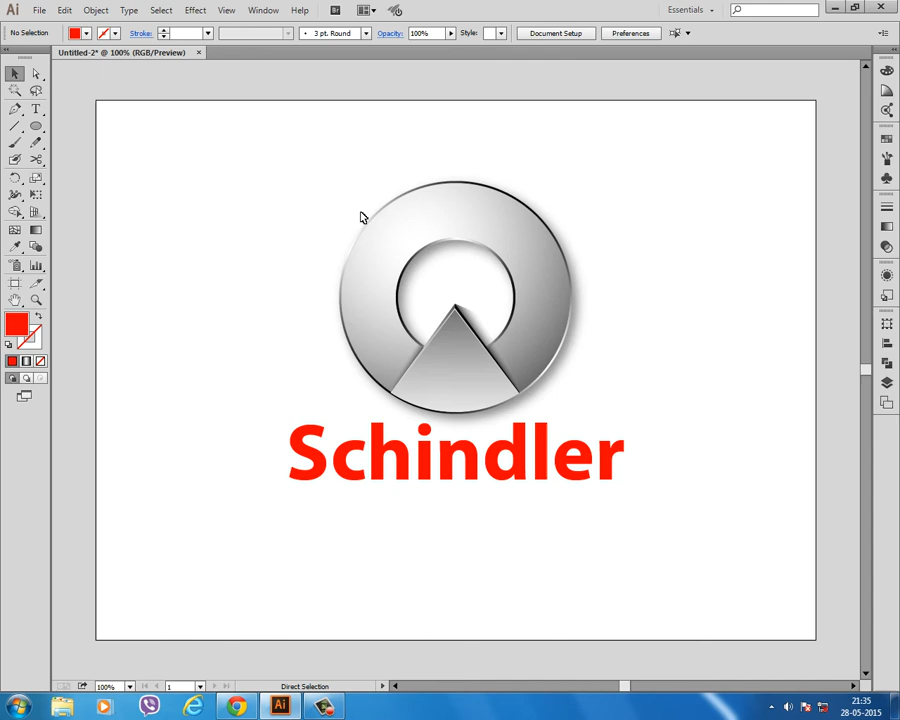 Ai File Edit Object Type Select Effect View Window Help Br Essentials
No Selection Stroke: 3 pt. Round Opacity: 100% Style: Document Setup Preferences
Untitled-2* @ 100% (RGB/Preview) ×
T
Schindler
100% 1 Direct Selection
Ai
21:35
28-05-2015